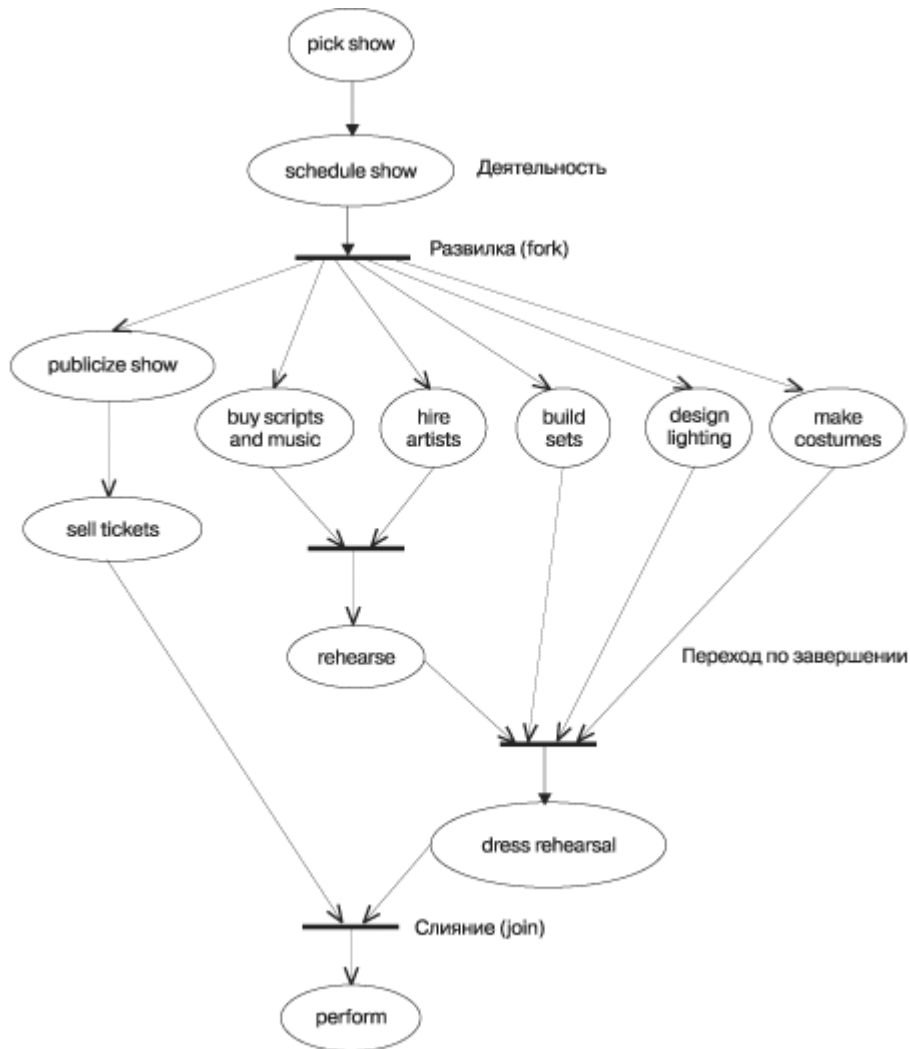 pick show
schedule show
Деятельность
Развилка (fork)
publicize show
buy scripts
and music
hire
artists
build
sets
design
lighting
make
costumes
sell tickets
rehearse
Переход по завершении
dress rehearsal
Слияние (join)
perform